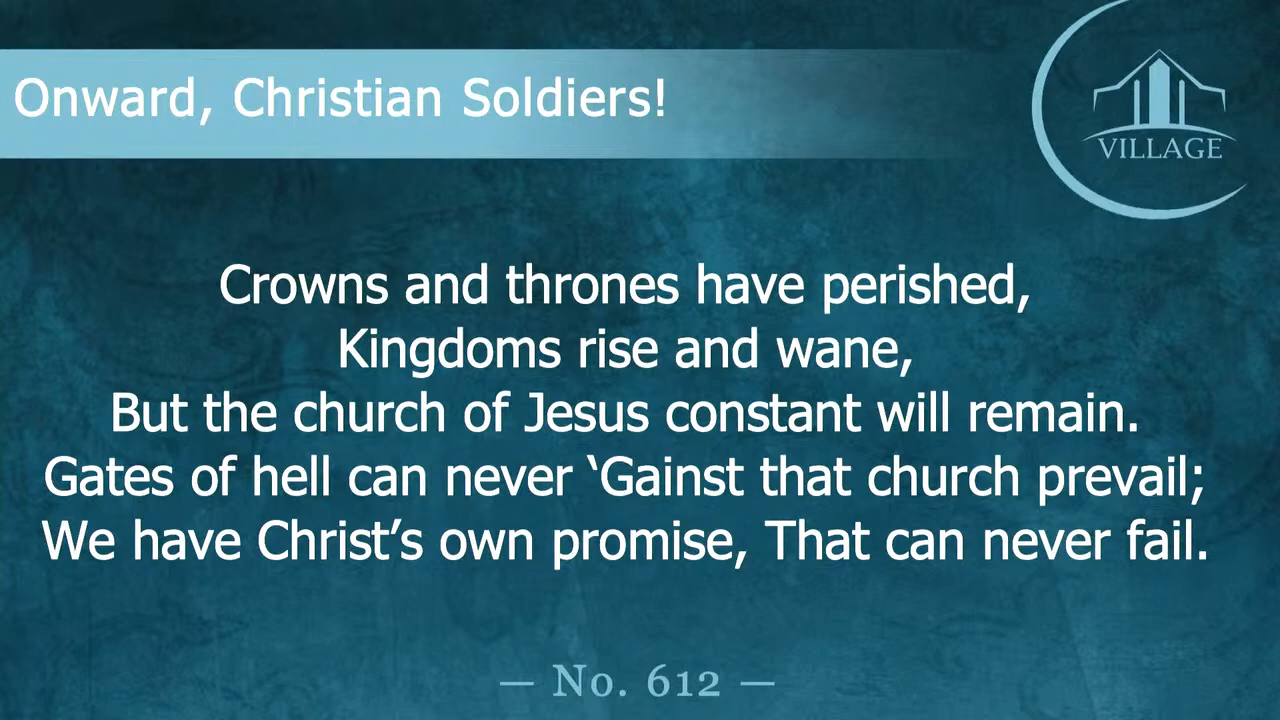 Onward, Christian Soldiers!
VILLAGE
Crowns and thrones have perished,
Kingdoms rise and wane,
But the church of Jesus constant will remain.
Gates of hell can never ‘Gainst that church prevail;
We have Christ’s own promise, That can never fail.
— No. 612 —